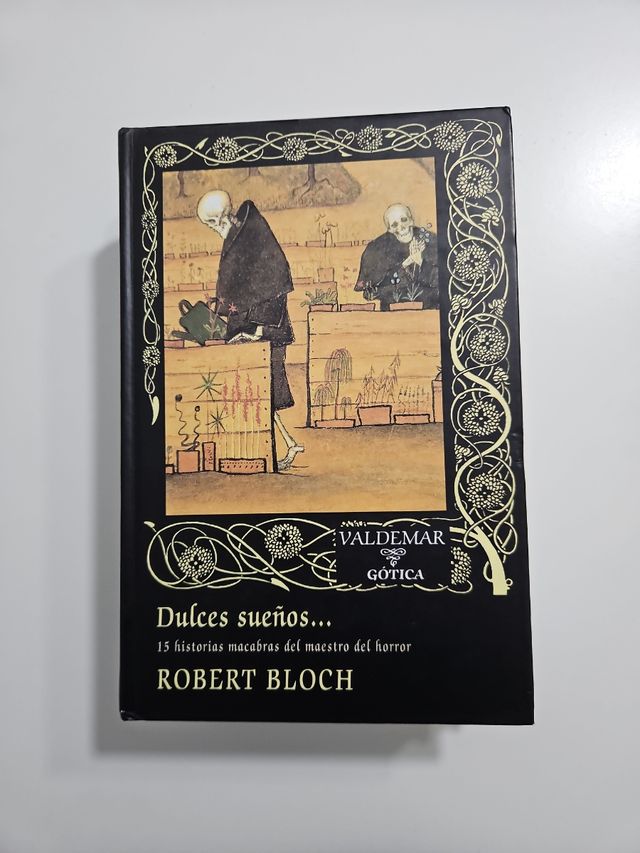 VALDEMAR
GÓTICA
Dulces sueños...
15 historias macabras del maestro del horror
ROBERT BLOCH